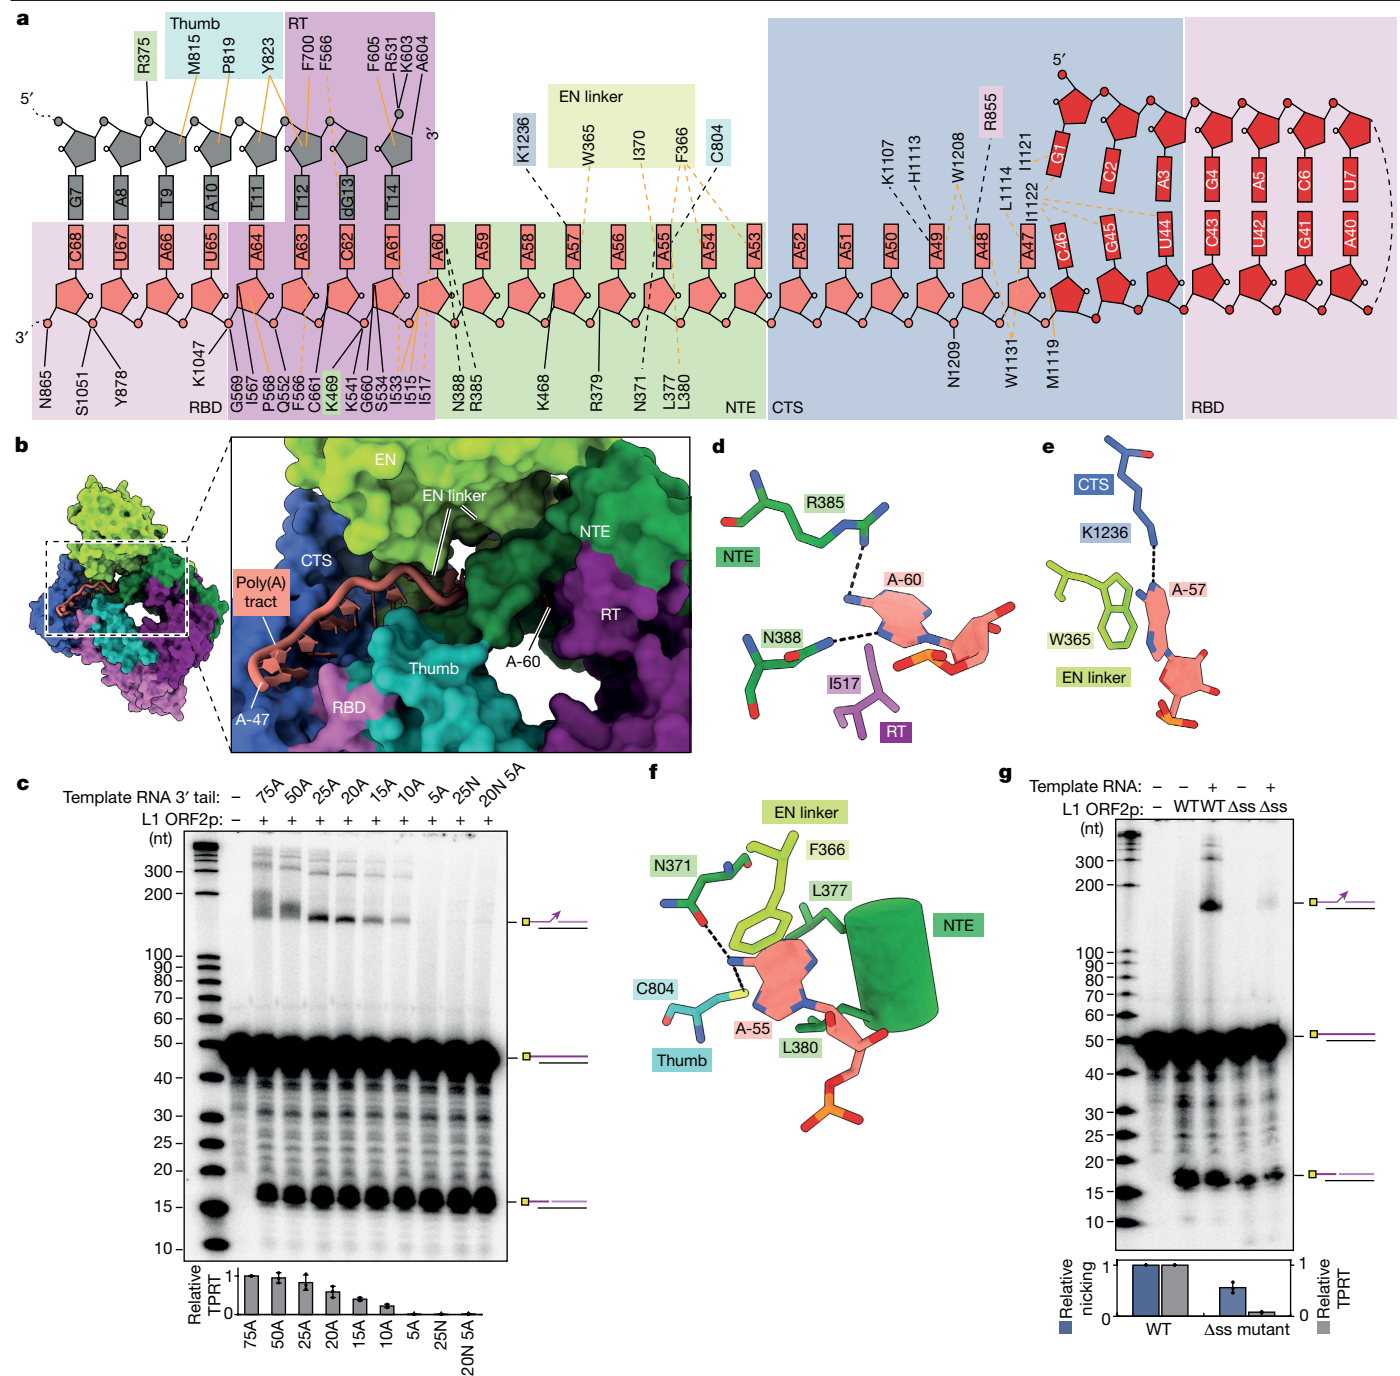 a
Thumb
RT
R375
M815
P819
Y823
F700
F566
F605
R531
K603
A604
5′
3′
G7
A8
T9
A10
T11
T12
dG13
T14
EN linker
K1236
W365
I370
F366
C804
K1107
H1113
W1208
R855
L1114
I1121
I1122
5′
G1
C2
A3
G4
A5
C6
U7
C68
U67
A66
U65
A64
A63
C62
A61
A60
A59
A58
A57
A56
A55
A54
A53
A52
A51
A50
A49
A48
A47
C46
G45
U44
C43
U42
G41
A40
3′
N865
S1051
Y878
K1047
RBD
G569
I567
P568
Q552
F566
C661
K469
K541
G660
S534
I533
I515
I517
N388
R385
K468
R379
N371
L377
L380
NTE
CTS
N1209
W1131
M1119
RBD
b
EN
EN linker
NTE
CTS
Poly(A)
tract
RT
A-60
Thumb
RBD
A-47
d
R385
NTE
A-60
N388
I517
RT
e
CTS
K1236
A-57
W365
EN linker
c
Template RNA 3′ tail: – 75A 50A 25A 20A 15A 10A 5A 25N 20N 5A
L1 ORF2p: – + + + + + + + + +
(nt)
300
200
100
90
80
70
60
50
40
30
25
20
15
10
Relative
TPRT
1
0
75A 50A 25A 20A 15A 10A 5A 25N 20N 5A
f
EN linker
N371
F366
L377
NTE
C804
A-55
L380
Thumb
g
Template RNA: – – + – +
L1 ORF2p: – WT WT Δss Δss
(nt)
300
200
100
90
80
70
60
50
40
30
25
20
15
10
Relative
nicking
1
0
1
0
Relative
TPRT
WT Δss mutant